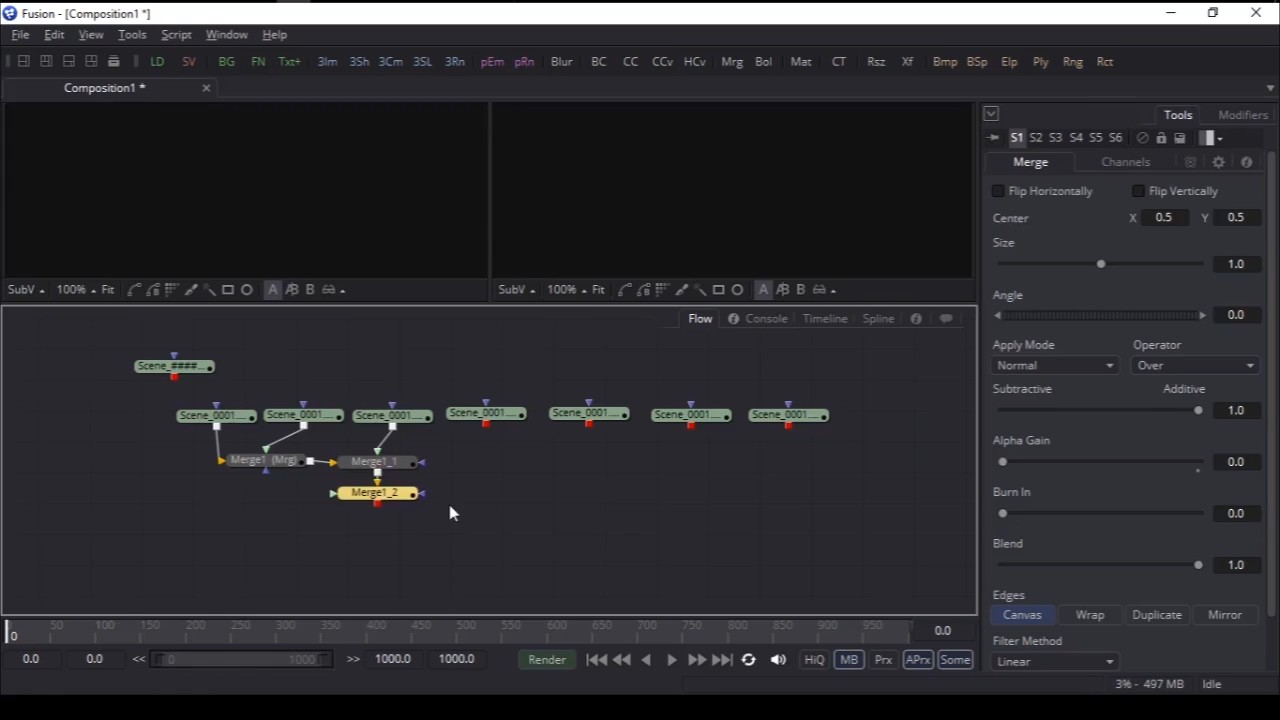 Fusion - [Composition1 *]
File Edit View Tools Script Window Help
LD SV BG FN Txt+ 3Im 3Sh 3Cm 3SL 3Rn pEm pRn Blur BC CC CCv HCv Mrg Bol Mat CT Rsz Xf Bmp BSp Elp Ply Rng Rct
Composition1 *
Tools Modifiers
S1 S2 S3 S4 S5 S6
Merge Channels
Flip Horizontally Flip Vertically
Center X 0.5 Y 0.5
Size
1.0
SubV 100% Fit A B SubV 100% Fit A B
Angle
0.0
Flow Console Timeline Spline
Apply Mode Operator
Normal Over
Scene_####...
Subtractive Additive
1.0
Scene_0001.... Scene_0001.... Scene_0001.... Scene_0001.... Scene_0001.... Scene_0001.... Scene_0001....
Alpha Gain
0.0
Merge1 (Mrg) Merge1_1
Merge1_2
Burn In
0.0
Blend
1.0
Edges
Canvas Wrap Duplicate Mirror
0 50 100 150 200 250 300 350 400 450 500 550 600 650 700 750 800 850 900 950 0.0
Filter Method
Linear
0.0 0.0 << 0 1000 >> 1000.0 1000.0 Render HiQ MB Prx APrx Some
3% - 497 MB Idle